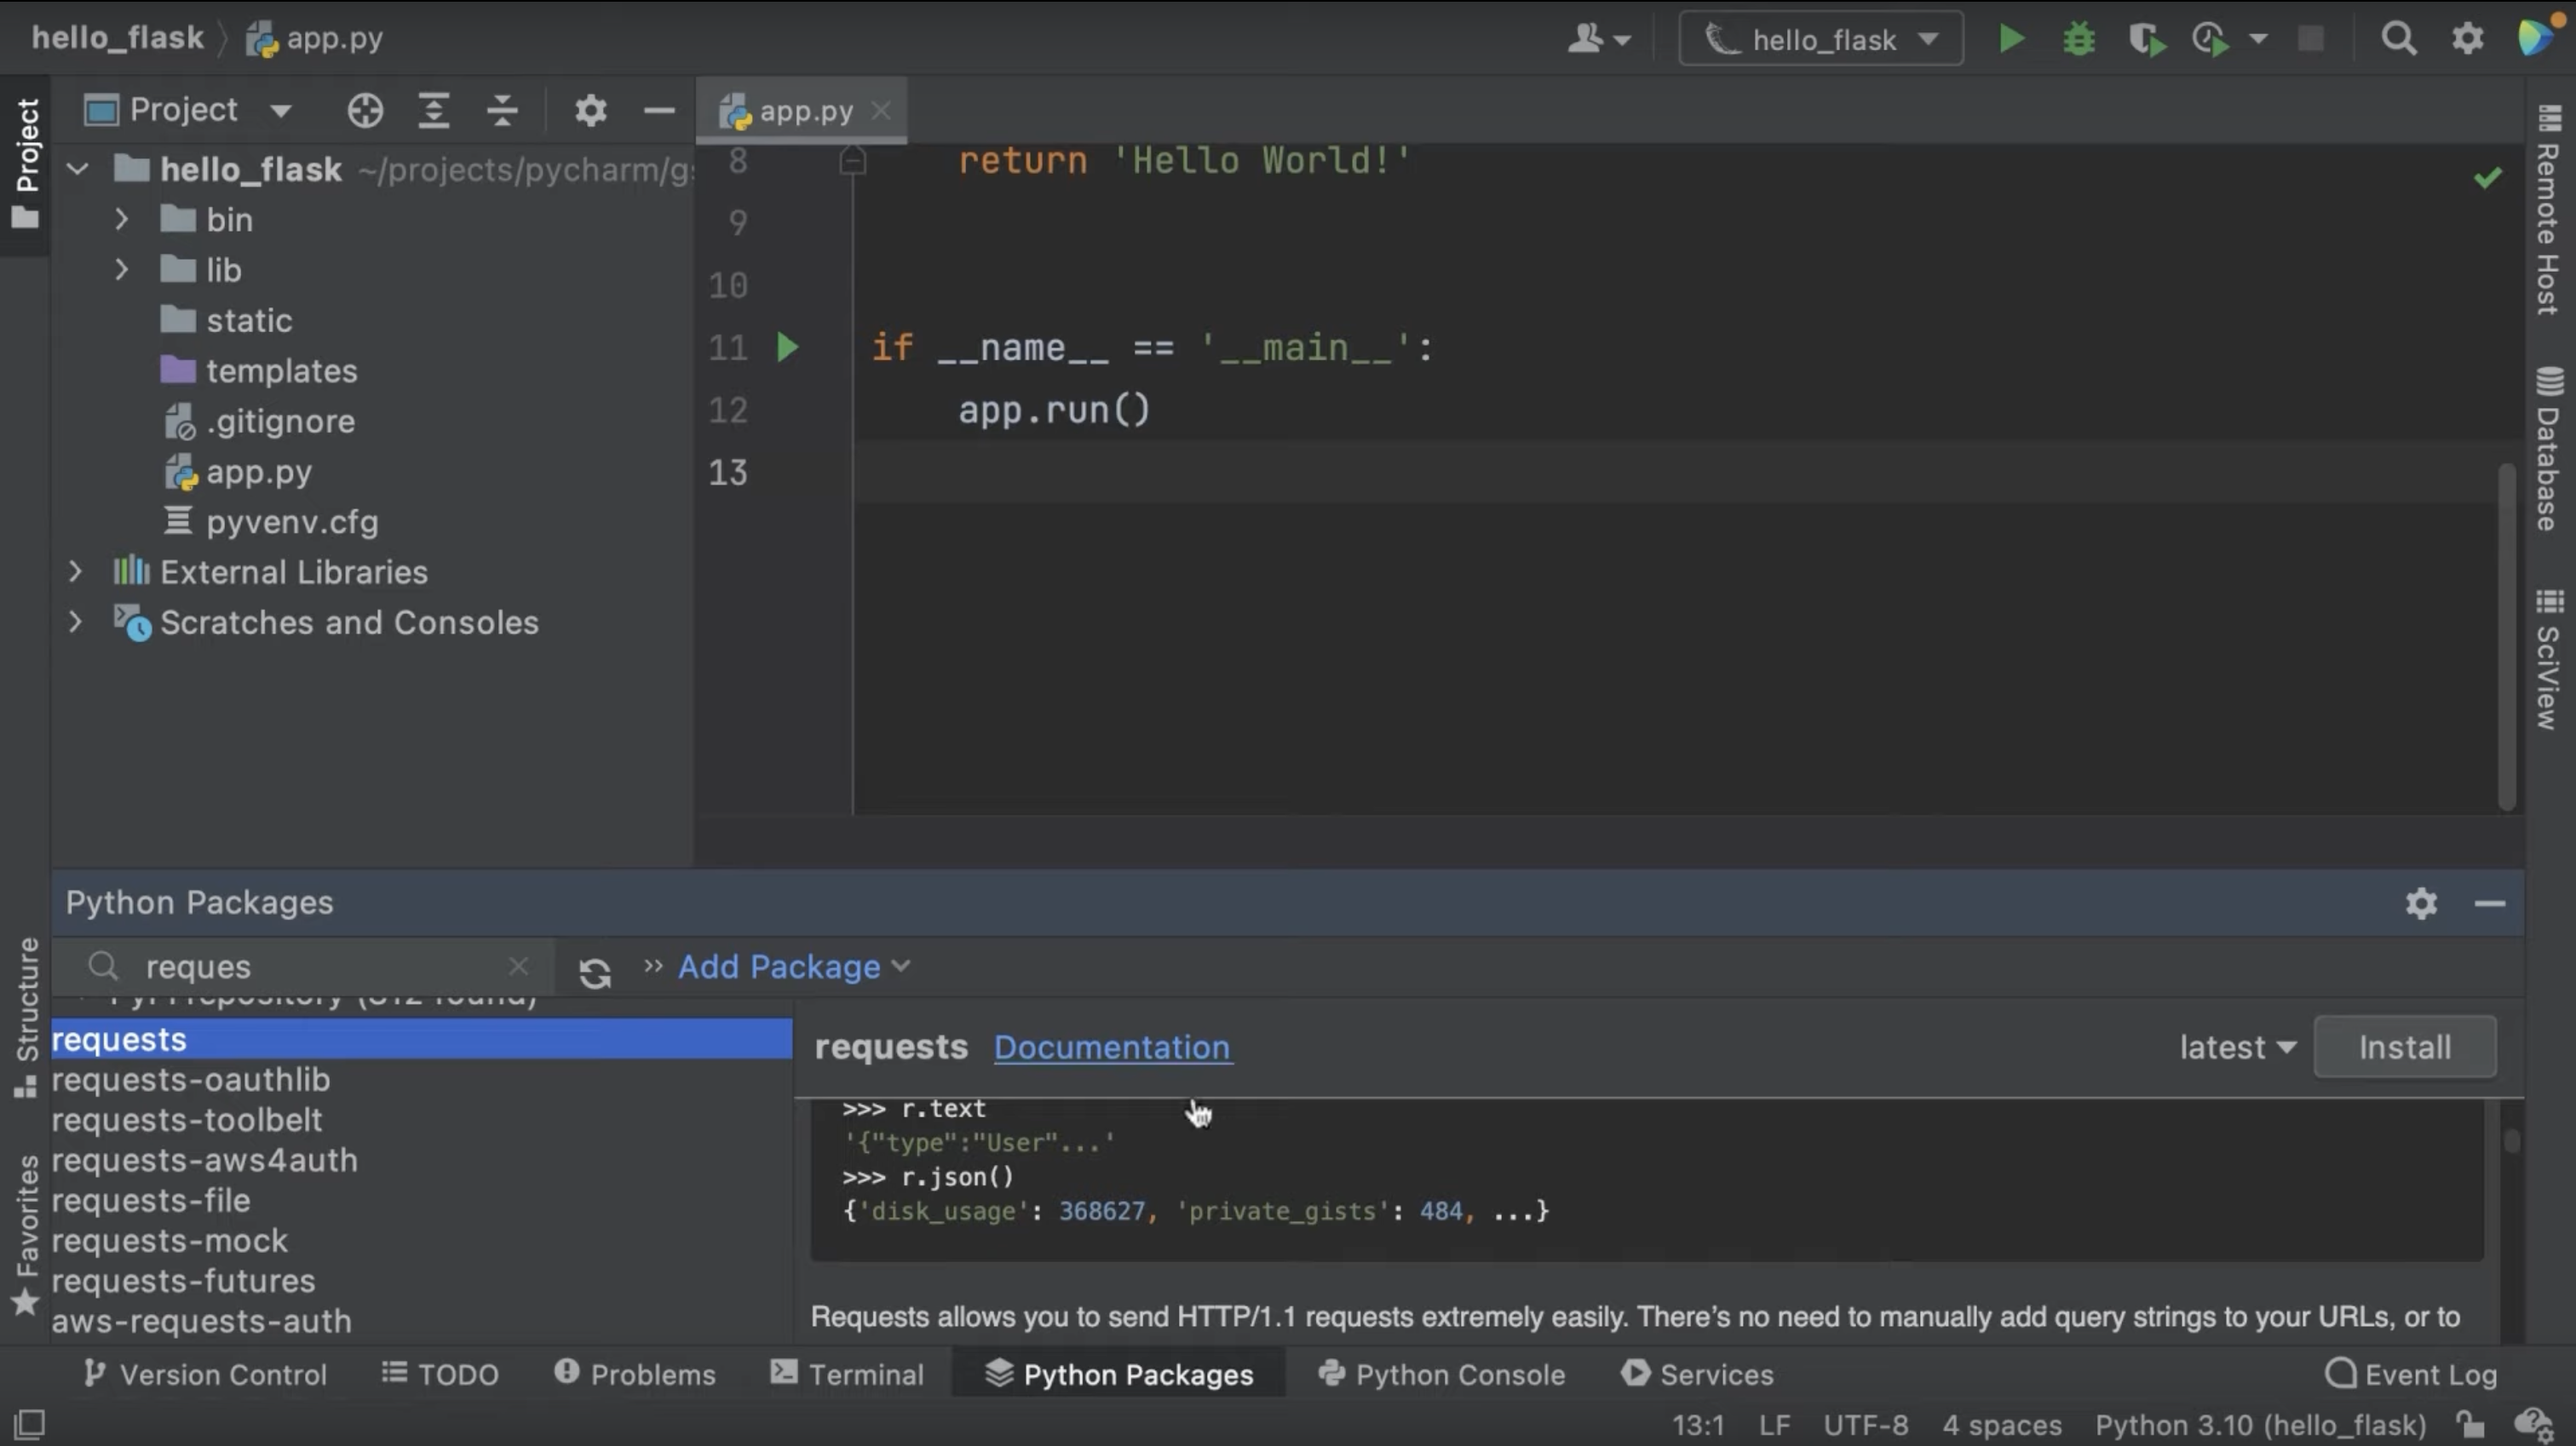 hello_flask
app.py
hello_flask
Project
app.py
hello_flask ~/projects/pycharm/g
bin
lib
static
templates
.gitignore
app.py
pyvenv.cfg
External Libraries
Scratches and Consoles
8 return 'Hello World!'
9
10
11 if __name__ == '__main__':
12 app.run()
13
Project
Structure
Favorites
Remote Host
Database
SciView
Python Packages
reques
Add Package
PyPI repository (312 found)
requests
requests-oauthlib
requests-toolbelt
requests-aws4auth
requests-file
requests-mock
requests-futures
aws-requests-auth
requests Documentation
latest Install
>>> r.text
'{"type":"User"...'
>>> r.json()
{'disk_usage': 368627, 'private_gists': 484, ...}
Requests allows you to send HTTP/1.1 requests extremely easily. There’s no need to manually add query strings to your URLs, or to
Version Control TODO Problems Terminal Python Packages Python Console Services Event Log
13:1 LF UTF-8 4 spaces Python 3.10 (hello_flask)